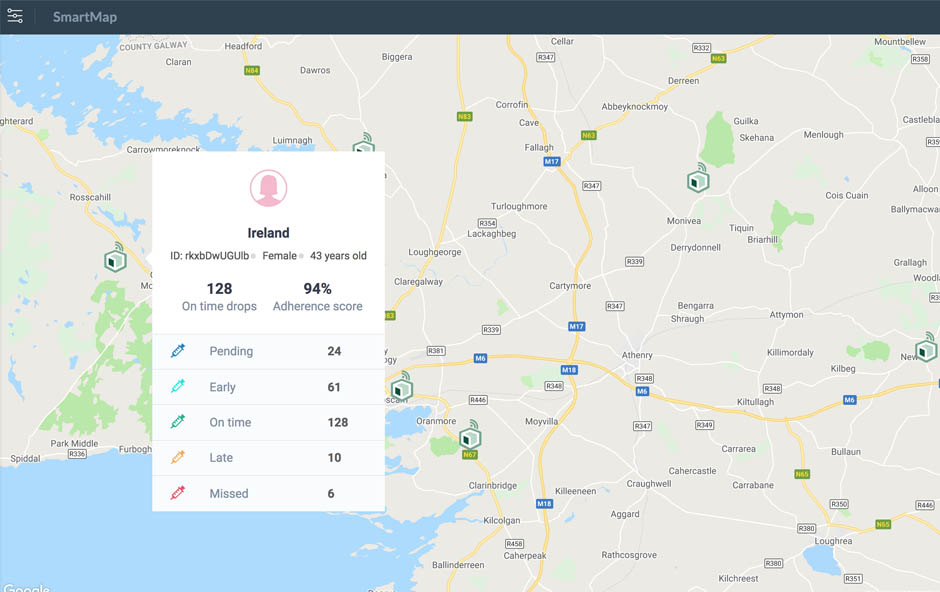 SmartMap
COUNTY GALWAY
Headford
Cellar
R332
N63
Mountbellew
R358
Claran
Biggera
R347
N84
Dawros
Derreen
Corrofin
Abbeyknockmoy
N83
Cave
Guilka
Skehana
Menlough
N63
Luimnagh
Fallagh
Carrowmoreknock
M17
R347
Rosscahill
Cois Cuain
Alloon
Turloughmore
Ballymacwar
R354
Lackaghbeg
Monivea
Tiquin
Briarhill
Ireland
Derrydonnell
Loughgeorge
ID: rkxbDwUGUlb
Female
43 years old
R339
Grallagh
Claregalway
Cartymore
Woodl
128
94%
On time drops
Adherence score
R347
Bengarra
Attymon
Shraugh
M17
R339
Pending
24
R381
M6
Athenry
Killimordaly
New
M18
Kilbeg
R348
R348
R348
Early
61
M6
R446
Kiltullagh
M6
On time
128
Oranmore
Moyvilla
R347
R349
Park Middle
R336
Furbogh
Carrarea
Bullaun
Spiddal
Late
10
N67
Cahercastle
N65
Clarinbridge
Killeeneen
Craughwell
Carrabane
Missed
6
M18
R350
R446
Kilcolgan
Aggard
R380
N65
R458
Loughrea
Caherpeak
Rathcosgrove
Ballinderreen
R380
Kilchreest
R351
Google